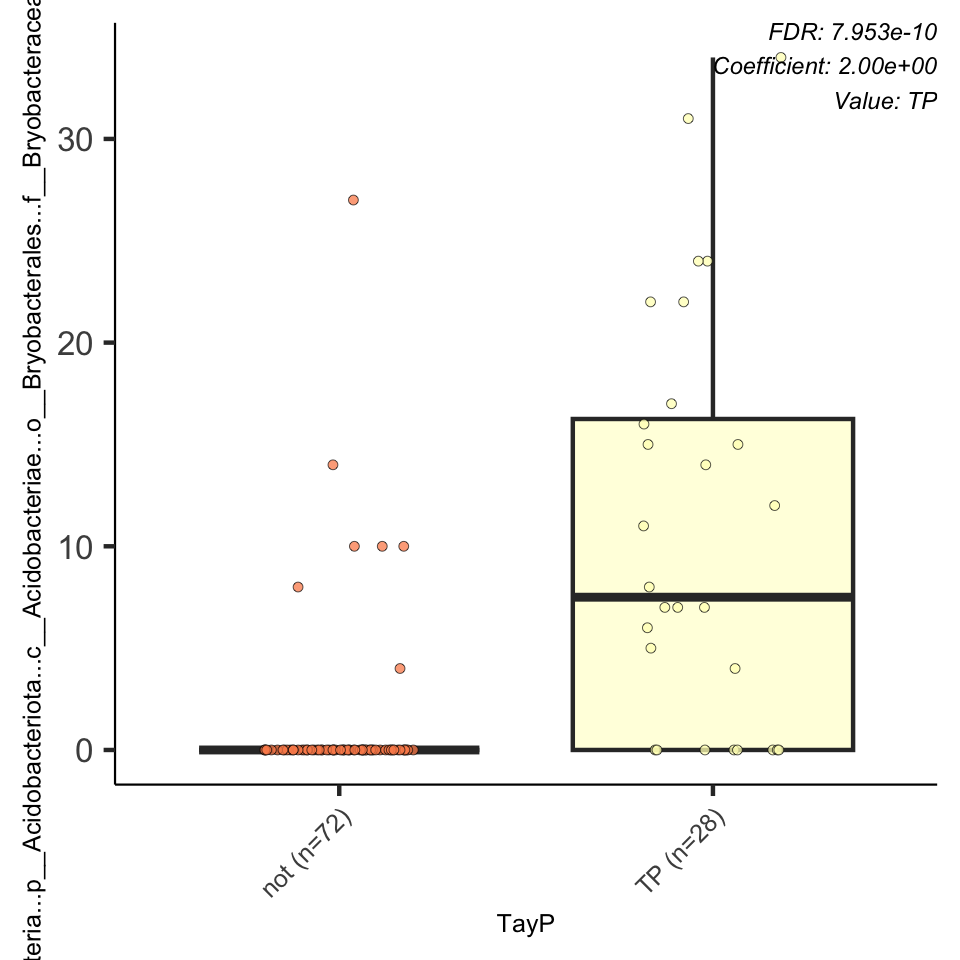 FDR: 7.953e-10
Coefficient: 2.00e+00
Value: TP
teria...p__Acidobacteriota...c__Acidobacteriae...o__Bryobacterales...f__Bryobacteracea
30
20
10
0
not (n=72)
TP (n=28)
TayP